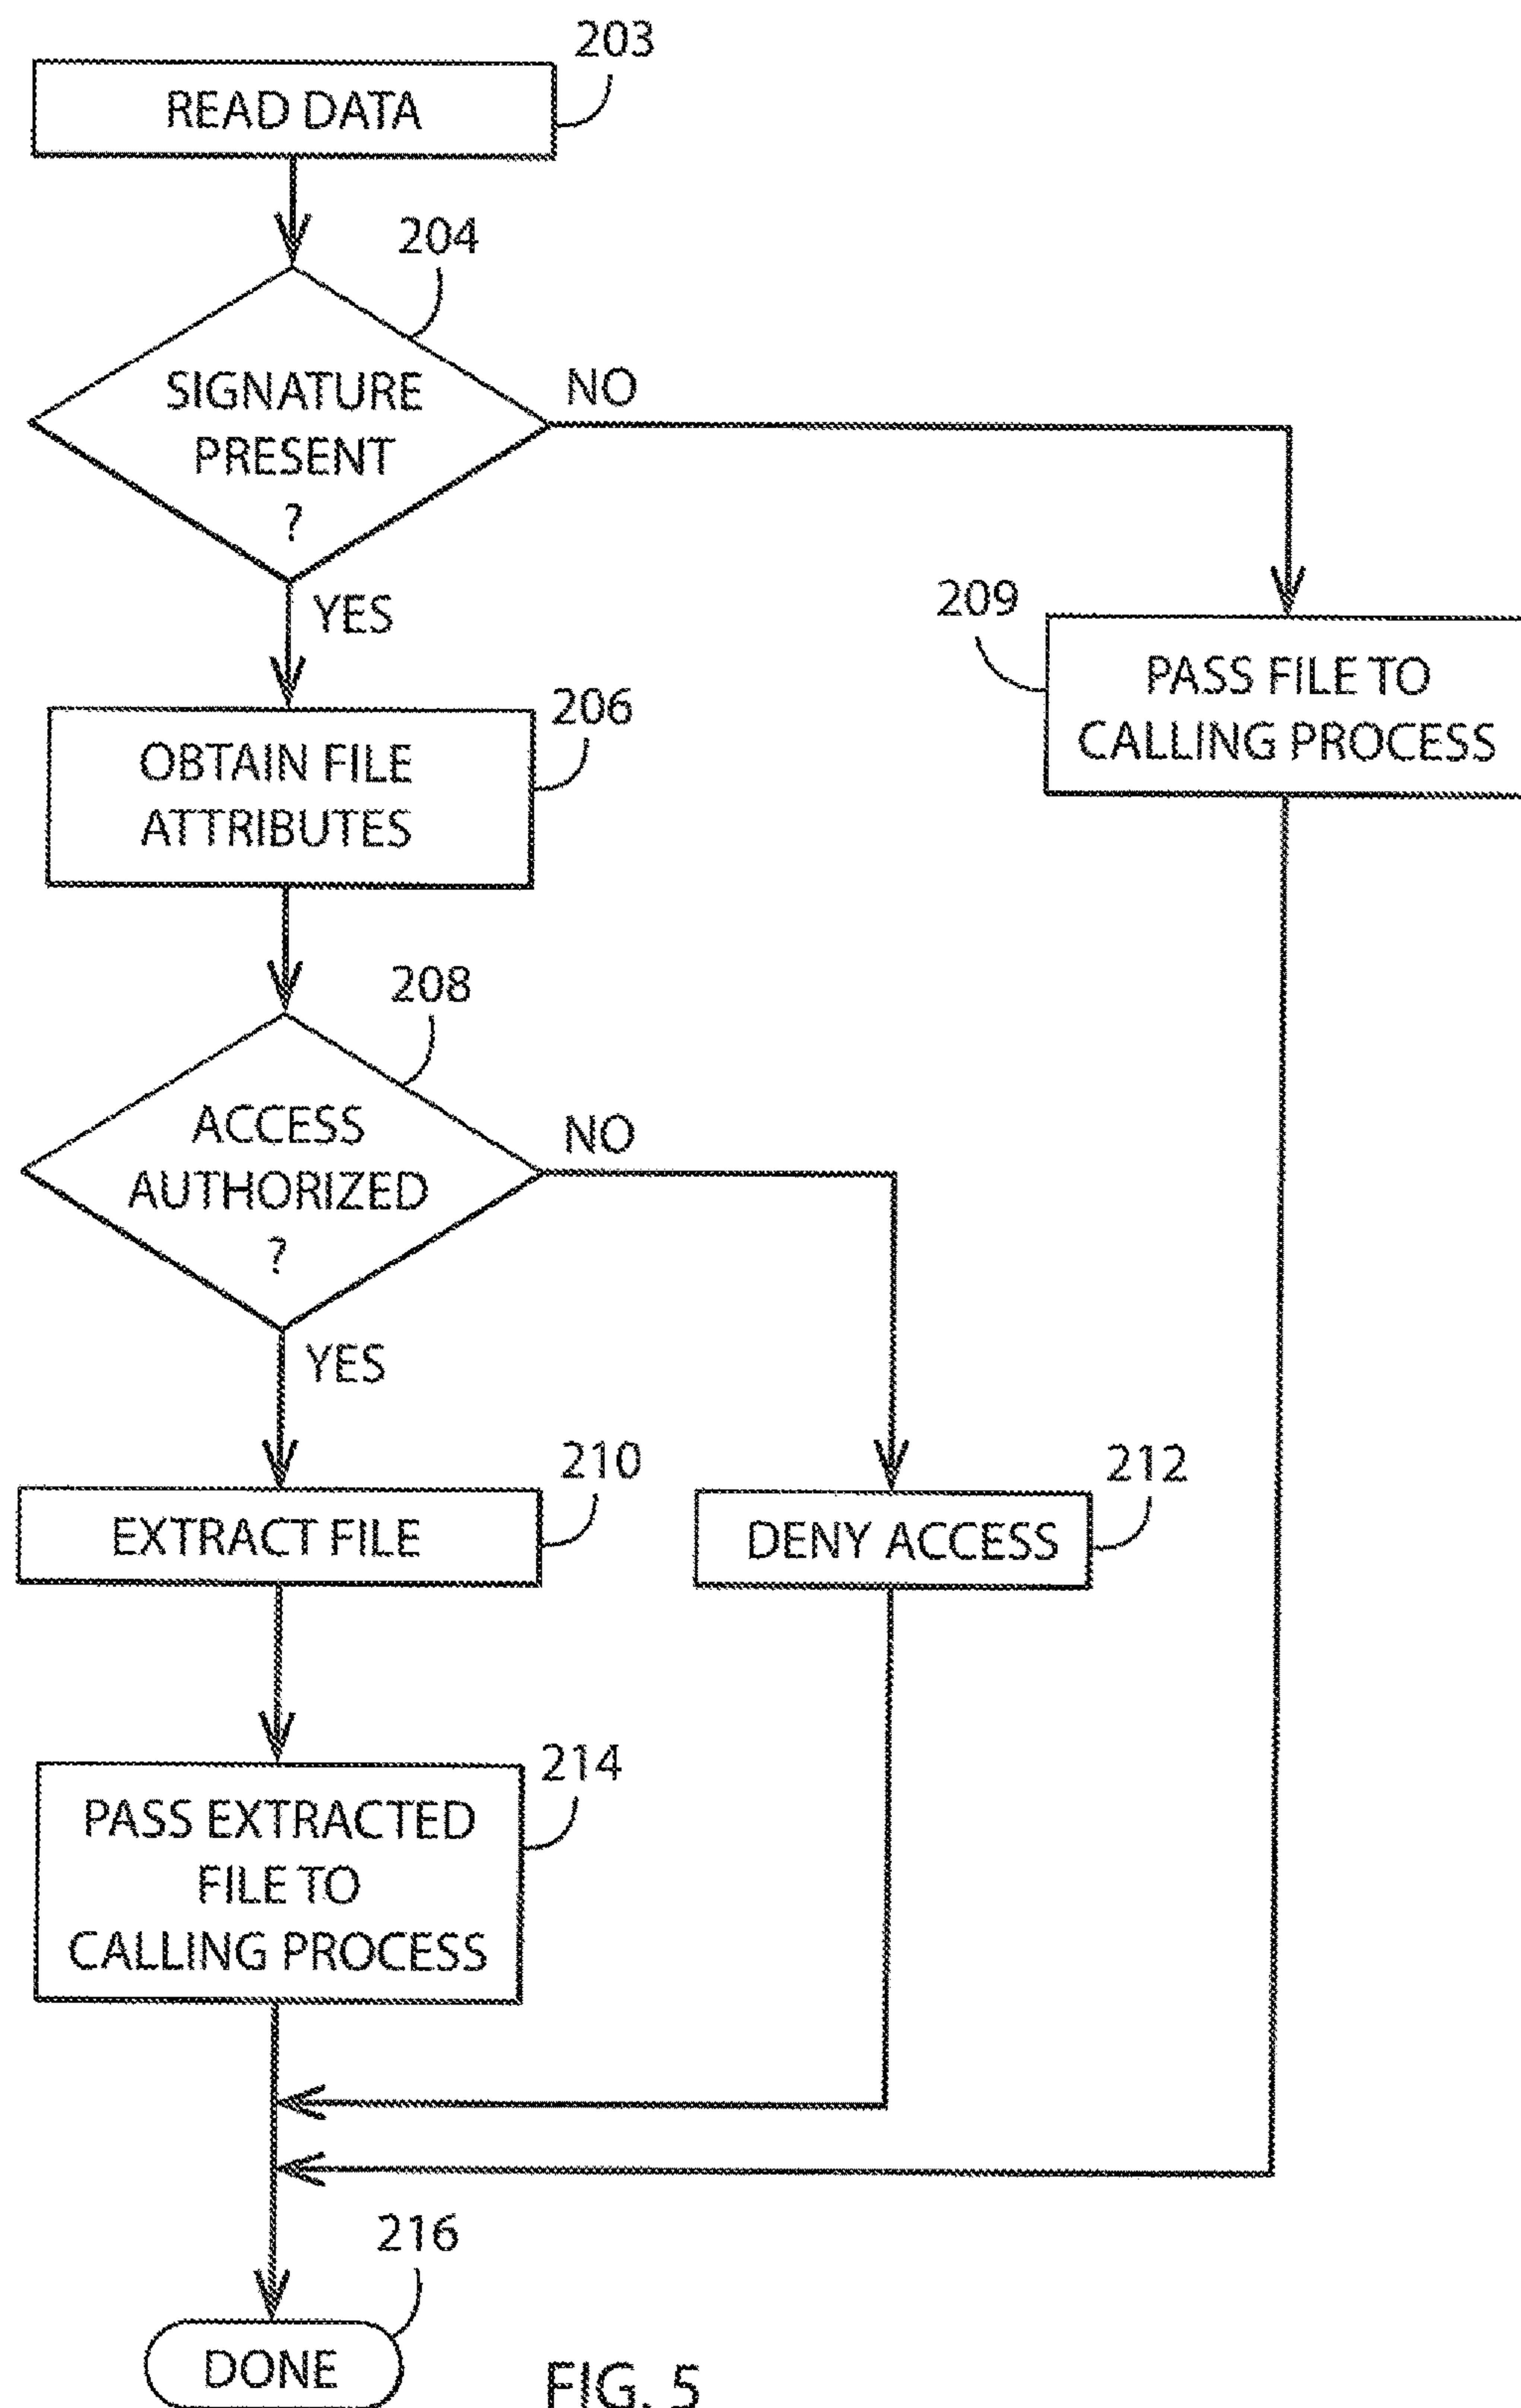 203
READ DATA
204
SIGNATURE
PRESENT
?
NO
YES
209
PASS FILE TO
CALLING PROCESS
206
OBTAIN FILE
ATTRIBUTES
208
ACCESS
AUTHORIZED
?
NO
YES
210
EXTRACT FILE
212
DENY ACCESS
214
PASS EXTRACTED
FILE TO
CALLING PROCESS
216
DONE
FIG. 5